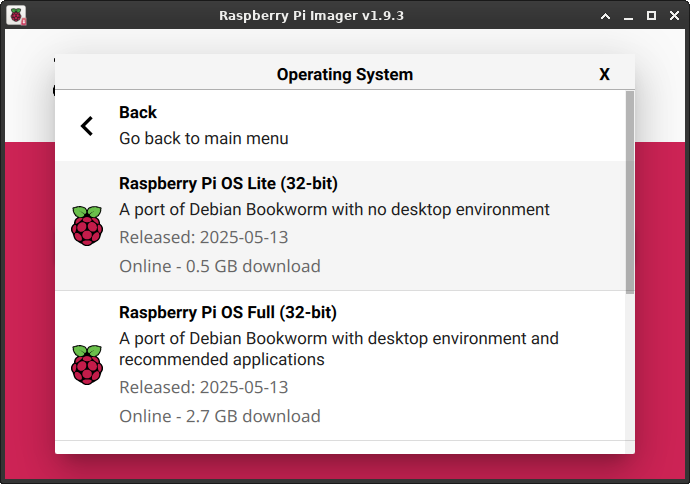 Raspberry Pi Imager v1.9.3
Operating System
X
Back
Go back to main menu
Raspberry Pi OS Lite (32-bit)
A port of Debian Bookworm with no desktop environment
Released: 2025-05-13
Online - 0.5 GB download
Raspberry Pi OS Full (32-bit)
A port of Debian Bookworm with desktop environment and
recommended applications
Released: 2025-05-13
Online - 2.7 GB download